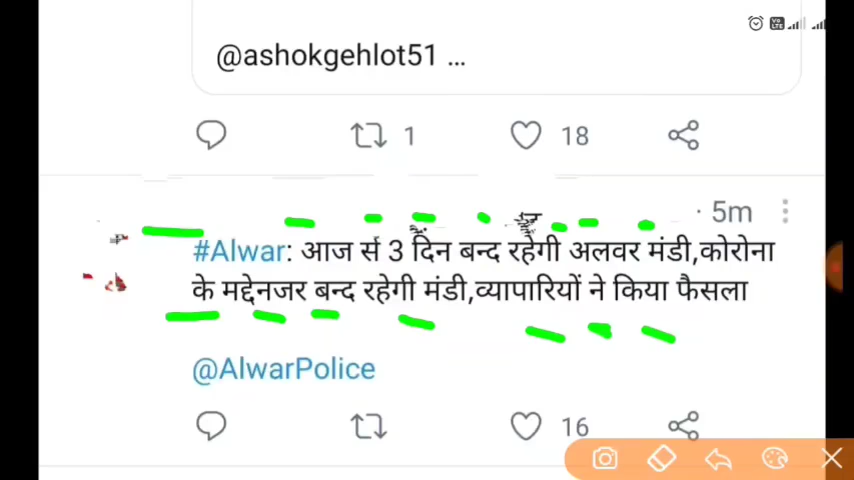 @ashokgehlot51 ...
1 18
· 5m
#Alwar: आज र्स 3 दिन बन्द रहेगी अलवर मंडी,कोरोना
के मद्देनजर बन्द रहेगी मंडी,व्यापारियों ने किया फैसला
@AlwarPolice
16